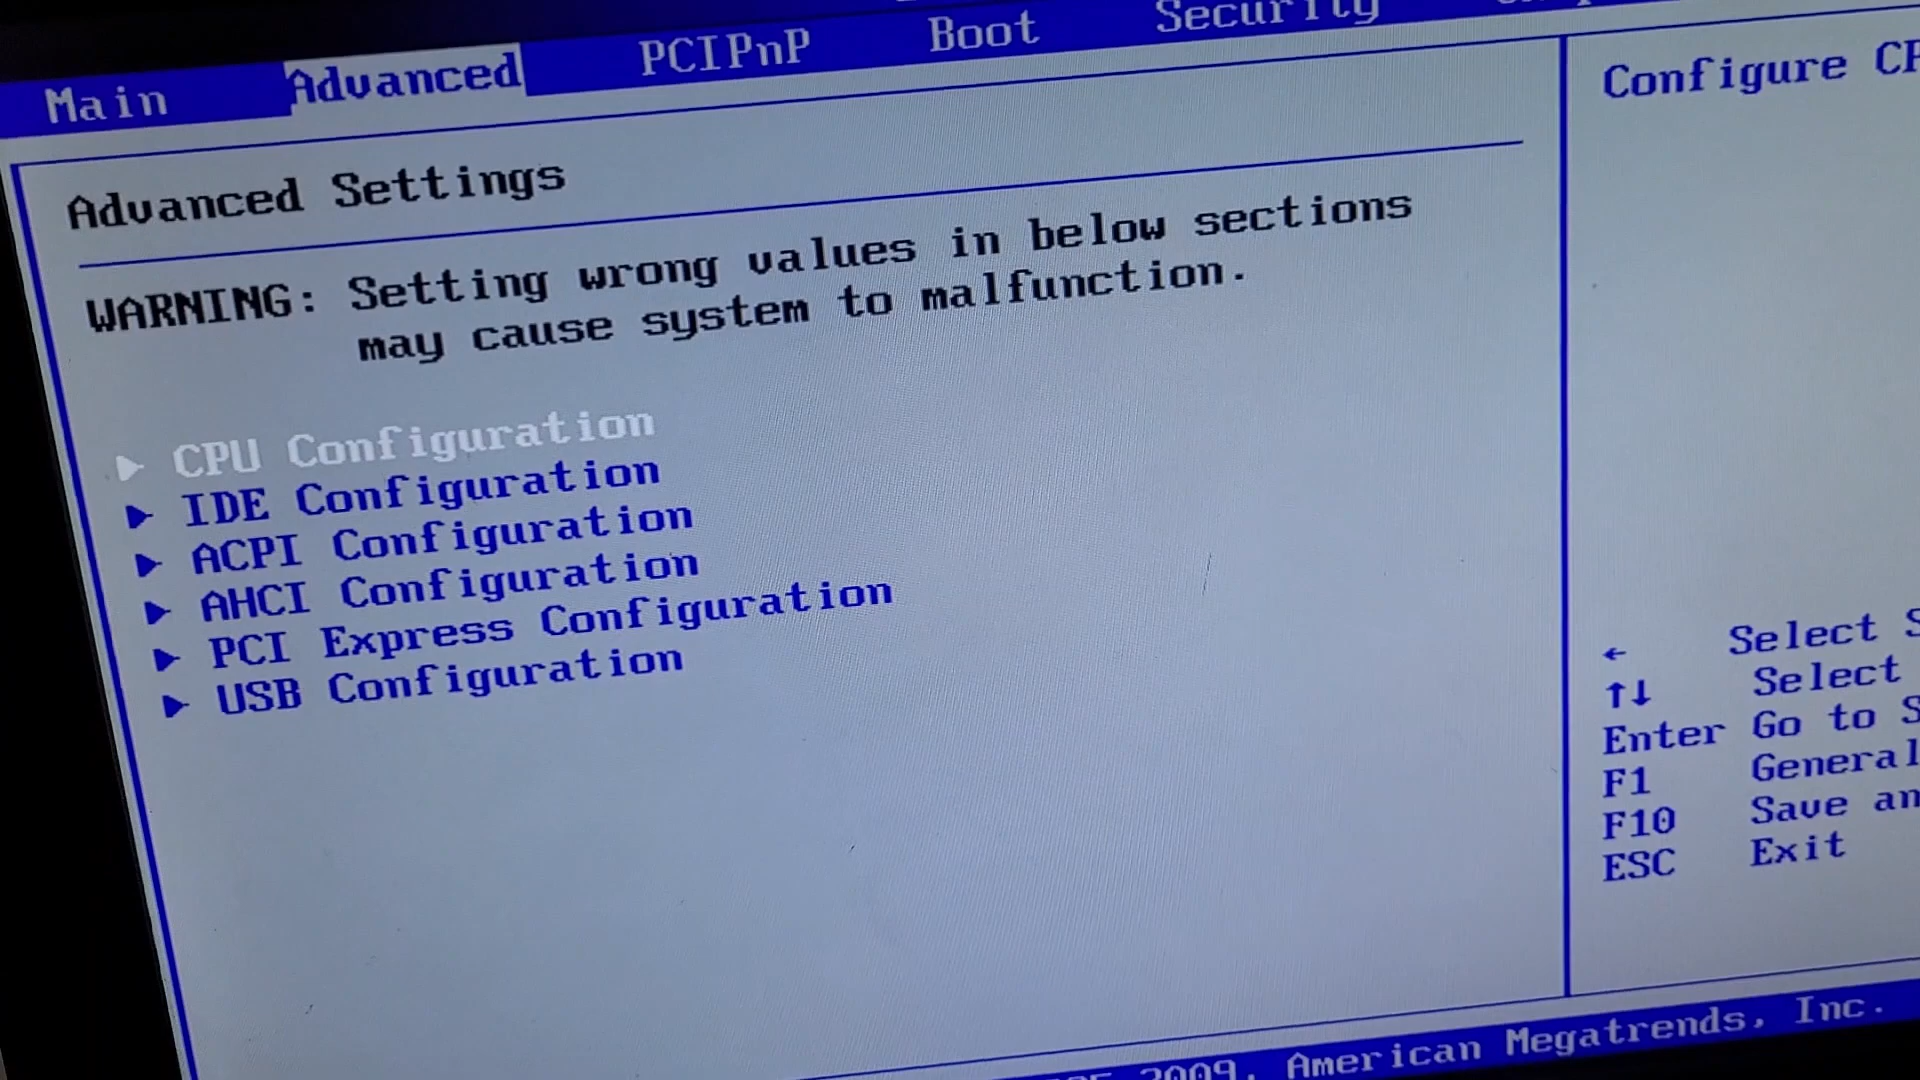 Main Advanced PCIPnP Boot Security
Advanced Settings
WARNING: Setting wrong values in below sections
may cause system to malfunction.
CPU Configuration
IDE Configuration
ACPI Configuration
AHCI Configuration
PCI Express Configuration
USB Configuration
Configure
← Select
↑↓ Select
Enter Go to
F1 General
F10 Save
ESC Exit
2009, American Megatrends, Inc.